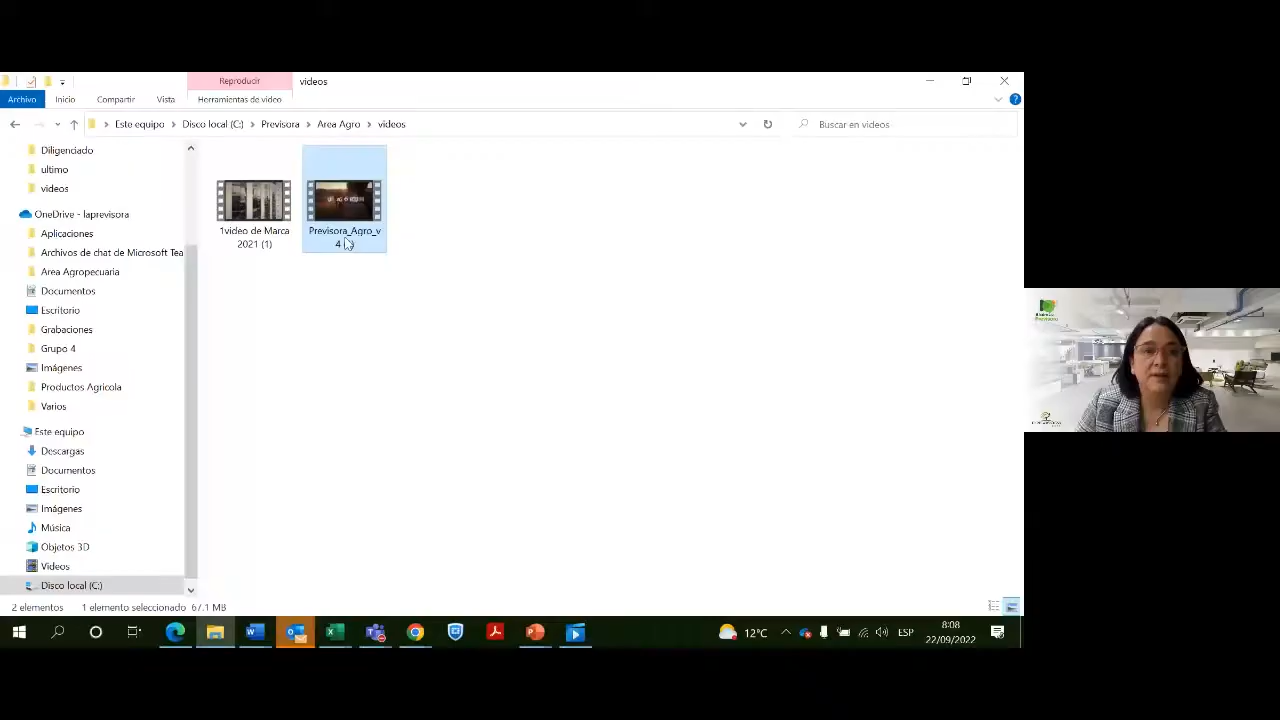 Reproducir
videos
Archivo
Inicio
Compartir
Vista
Herramientas de video
Este equipo
Disco local (C:)
Previsora
Area Agro
videos
Buscar en videos
Diligenciado
ultimo
videos
OneDrive - laprevisora
Aplicaciones
Archivos de chat de Microsoft Tea
Area Agropecuaria
Documentos
Escritorio
Grabaciones
Grupo 4
Imágenes
Productos Agricola
Varios
Este equipo
Descargas
Documentos
Escritorio
Imágenes
Música
Objetos 3D
Videos
Disco local (C:)
1video de Marca
2021 (1)
Previsora_Agro_v
4
2 elementos
1 elemento seleccionado 67.1 MB
12°C
ESP
8:08
22/09/2022
Previsora